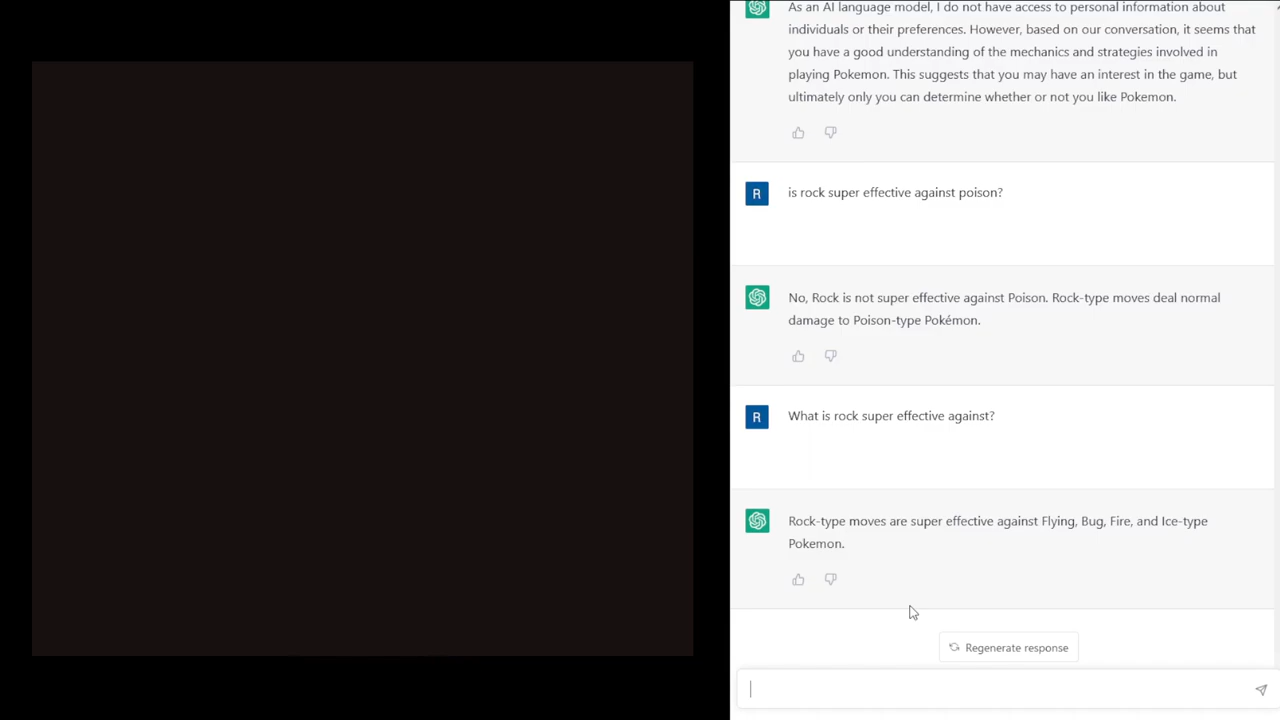 As an AI language model, I do not have access to personal information about
individuals or their preferences. However, based on our conversation, it seems that
you have a good understanding of the mechanics and strategies involved in
playing Pokemon. This suggests that you may have an interest in the game, but
ultimately only you can determine whether or not you like Pokemon.
R
is rock super effective against poison?
No, Rock is not super effective against Poison. Rock-type moves deal normal
damage to Poison-type Pokémon.
R
What is rock super effective against?
Rock-type moves are super effective against Flying, Bug, Fire, and Ice-type
Pokemon.
Regenerate response